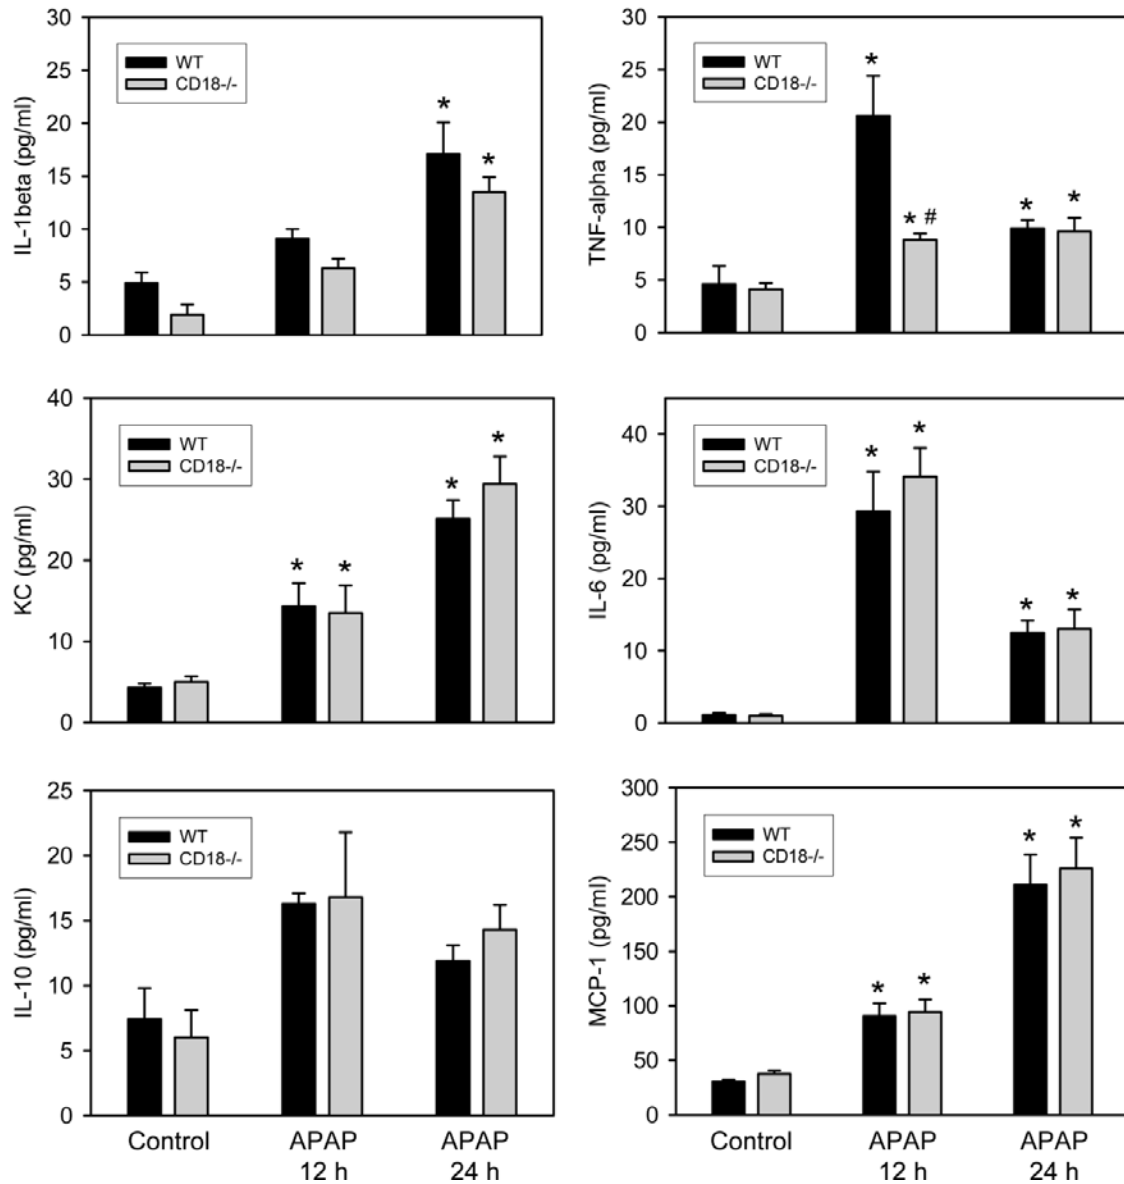 30
25
20
15
10
5
0
IL-1beta (pg/ml)
WT
CD18-/-
*
*
30
25
20
15
10
5
0
TNF-alpha (pg/ml)
WT
CD18-/-
*
* #
*
*
40
30
20
10
0
KC (pg/ml)
WT
CD18-/-
*
*
*
*
40
30
20
10
0
IL-6 (pg/ml)
WT
CD18-/-
*
*
*
*
25
20
15
10
5
0
IL-10 (pg/ml)
WT
CD18-/-
Control
APAP
12 h
APAP
24 h
300
250
200
150
100
50
0
MCP-1 (pg/ml)
WT
CD18-/-
*
*
*
*
Control
APAP
12 h
APAP
24 h